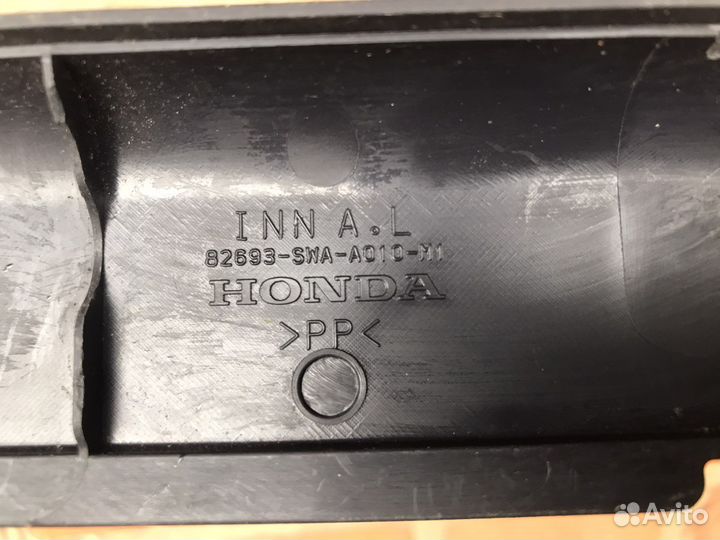 INN A.L
82693-SWA-A010-M1
HONDA
>PP<
Avito